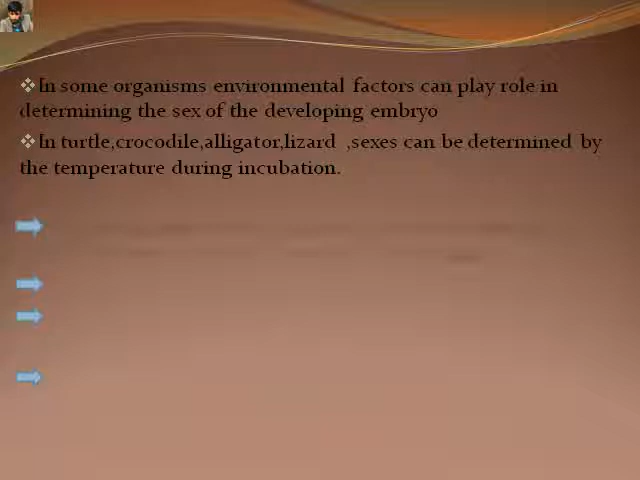 In some organisms environmental factors can play role in
determining the sex of the developing embryo
In turtle,crocodile,alligator,lizard ,sexes can be determined by
the temperature during incubation.